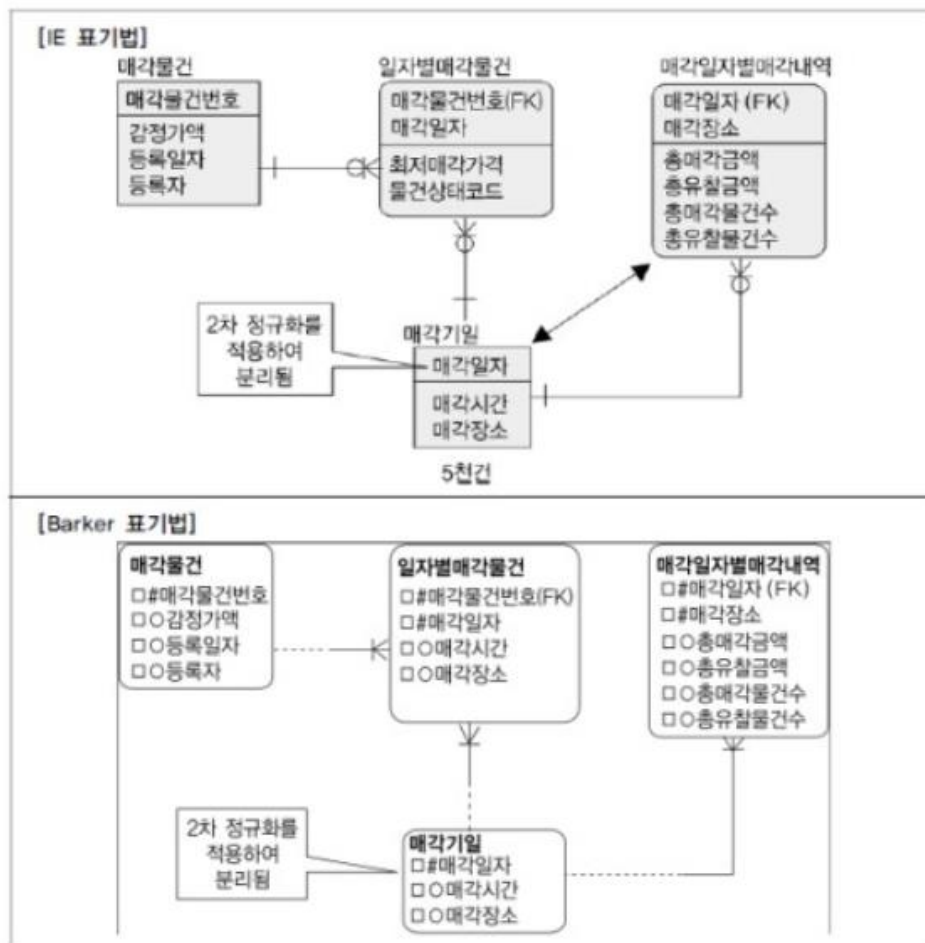 [IE 표기법]
매각물건
매각물건번호
감정가액
등록일자
등록자
일자별매각물건
매각물건번호(FK)
매각일자
최저매각가격
물건상태코드
매각일자별매각내역
매각일자 (FK)
매각장소
총매각금액
총유찰금액
총매각물건수
총유찰물건수
2차 정규화를
적용하여
분리됨
매각기일
매각일자
매각시간
매각장소
5천건
[Barker 표기법]
매각물건
□#매각물건번호
□○감정가액
□○등록일자
□○등록자
일자별매각물건
□#매각물건번호(FK)
□#매각일자
□○매각시간
□○매각장소
매각일자별매각내역
□#매각일자 (FK)
□#매각장소
□○총매각금액
□○총유찰금액
□○총매각물건수
□○총유찰물건수
2차 정규화를
적용하여
분리됨
매각기일
□#매각일자
□○매각시간
□○매각장소